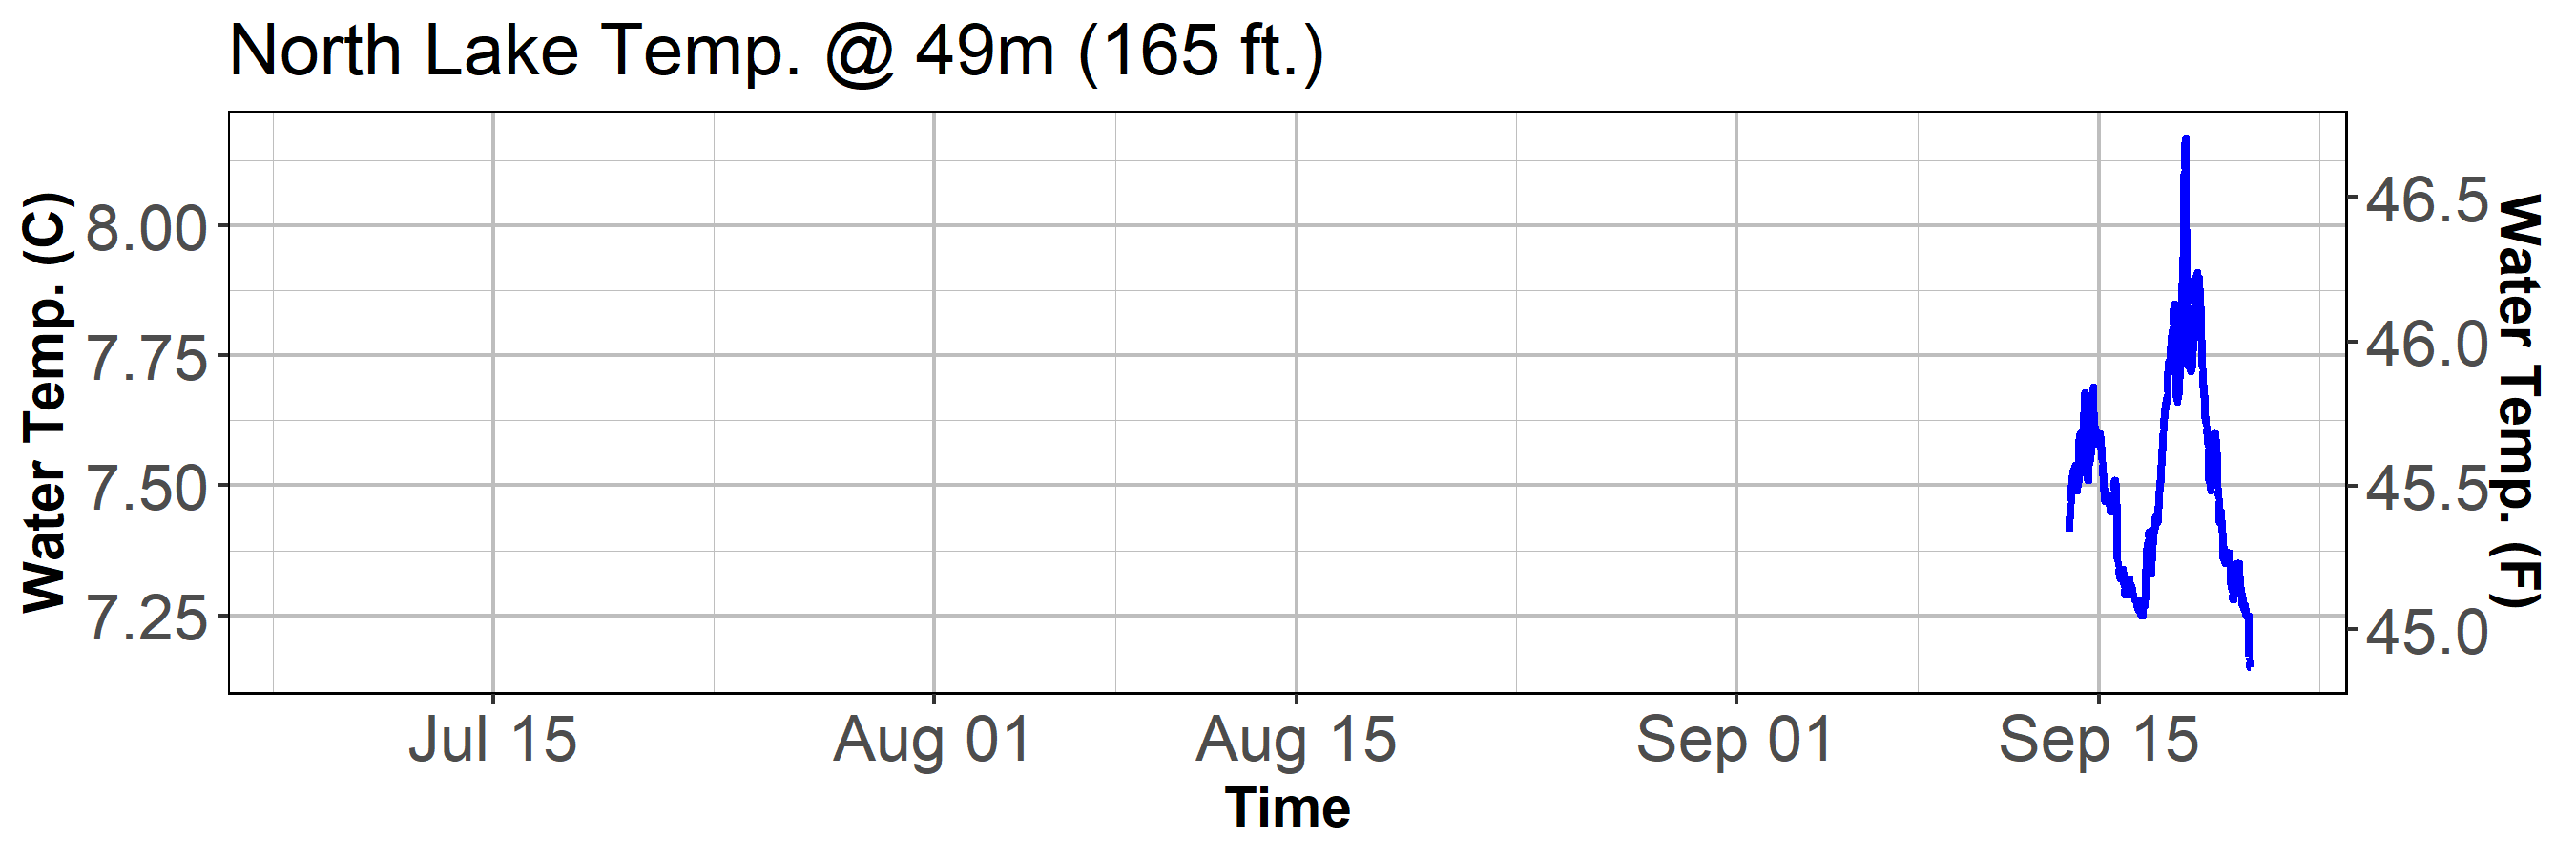 North Lake Temp. @ 49m (165 ft.)
Water Temp. (C)
8.00
7.75
7.50
7.25
46.5
46.0
45.5
45.0
Water Temp. (F)
Jul 15 Aug 01 Aug 15 Sep 01 Sep 15
Time